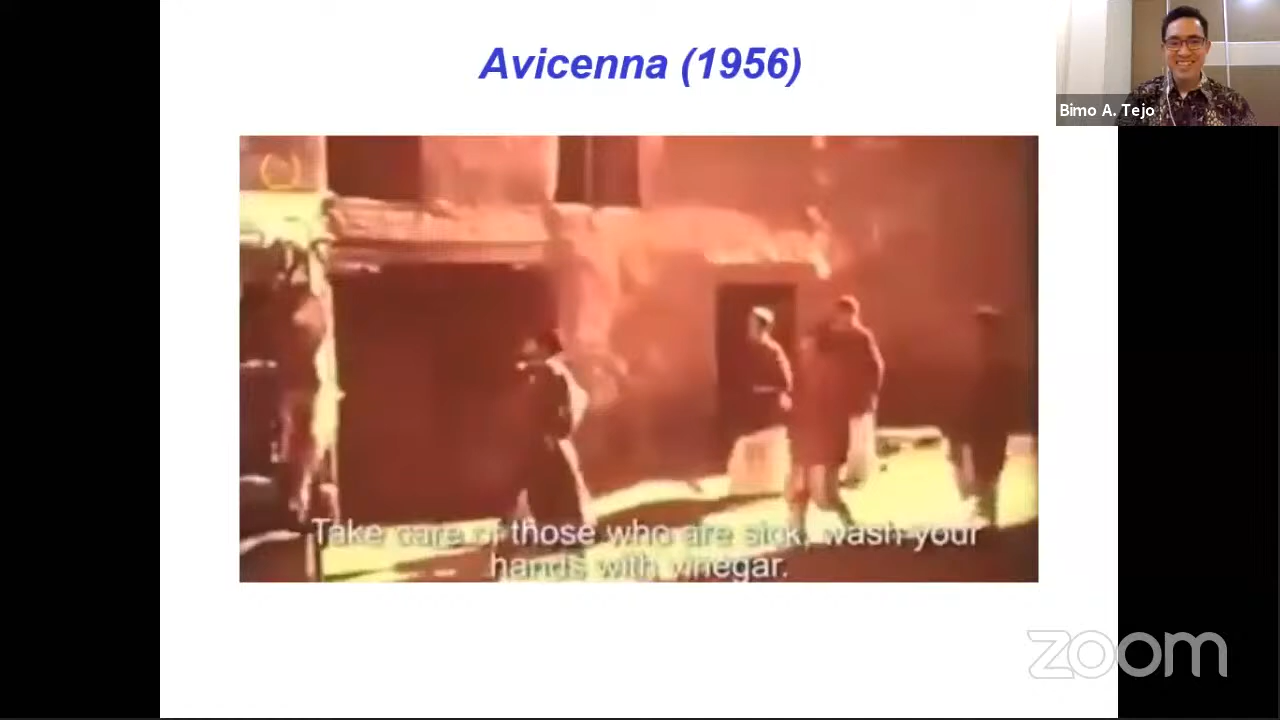 Avicenna (1956)
Bimo A. Tejo
Take care of those who are sick, wash your
hands with vinegar.
zoom